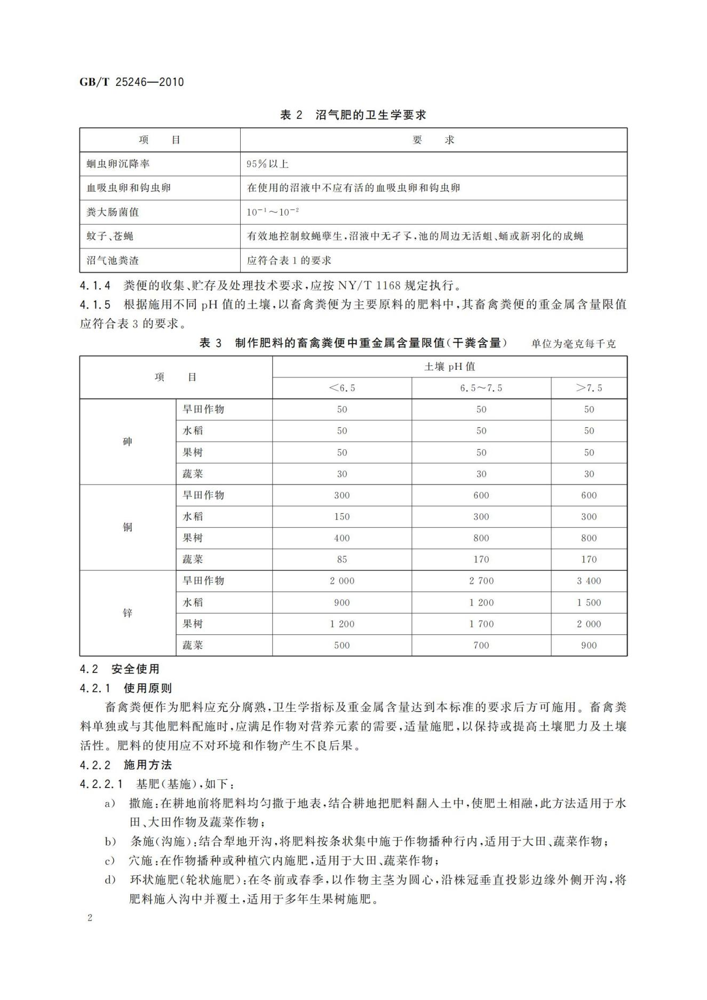 GB/T 25246—2010
表 2 沼气肥的卫生学要求
项 目 要 求
蛔虫卵沉降率 95%以上
血吸虫卵和钩虫卵 在使用的沼液中不应有活的血吸虫卵和钩虫卵
粪大肠菌值 10⁻¹～10⁻²
蚊子、苍蝇 有效地控制蚊蝇孽生,沼液中无孑孓,池的周边无活蛆、蛹或新羽化的成蝇
沼气池粪渣 应符合表 1 的要求
4.1.4 粪便的收集、贮存及处理技术要求,应按 NY/T 1168 规定执行。
4.1.5 根据施用不同 pH 值的土壤,以畜禽粪便为主要原料的肥料中,其畜禽粪便的重金属含量限值
应符合表 3 的要求。
表 3 制作肥料的畜禽粪便中重金属含量限值(干粪含量) 单位为毫克每千克
项 目 土壤 pH 值
<6.5 6.5～7.5 >7.5
砷 旱田作物 50 50 50
水稻 50 50 50
果树 50 50 50
蔬菜 30 30 30
铜 旱田作物 300 600 600
水稻 150 300 300
果树 400 800 800
蔬菜 85 170 170
锌 旱田作物 2 000 2 700 3 400
水稻 900 1 200 1 500
果树 1 200 1 700 2 000
蔬菜 500 700 900
4.2 安全使用
4.2.1 使用原则
畜禽粪便作为肥料应充分腐熟,卫生学指标及重金属含量达到本标准的要求后方可施用。畜禽粪
料单独或与其他肥料配施时,应满足作物对营养元素的需要,适量施肥,以保持或提高土壤肥力及土壤
活性。肥料的使用应不对环境和作物产生不良后果。
4.2.2 施用方法
4.2.2.1 基肥(基施),如下:
a) 撒施:在耕地前将肥料均匀撒于地表,结合耕地把肥料翻入土中,使肥土相融,此方法适用于水
田、大田作物及蔬菜作物;
b) 条施(沟施):结合犁地开沟,将肥料按条状集中施于作物播种行内,适用于大田、蔬菜作物;
c) 穴施:在作物播种或种植穴内施肥,适用于大田、蔬菜作物;
d) 环状施肥(轮状施肥):在冬前或春季,以作物主茎为圆心,沿株冠垂直投影边缘外侧开沟,将
肥料施入沟中并覆土,适用于多年生果树施肥。
2